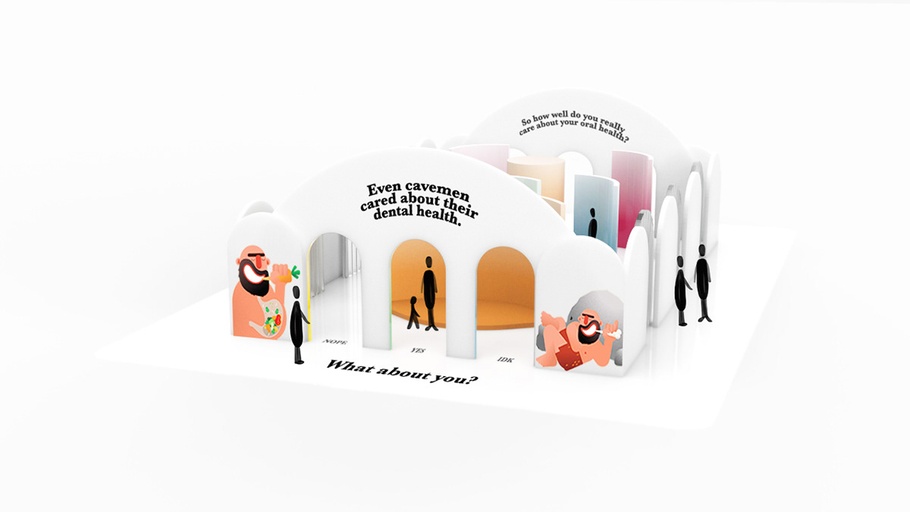 So how well do you really
care about your oral health?
Even cavemen
cared about their
dental health.
NOPE
YES
IDK
What about you?